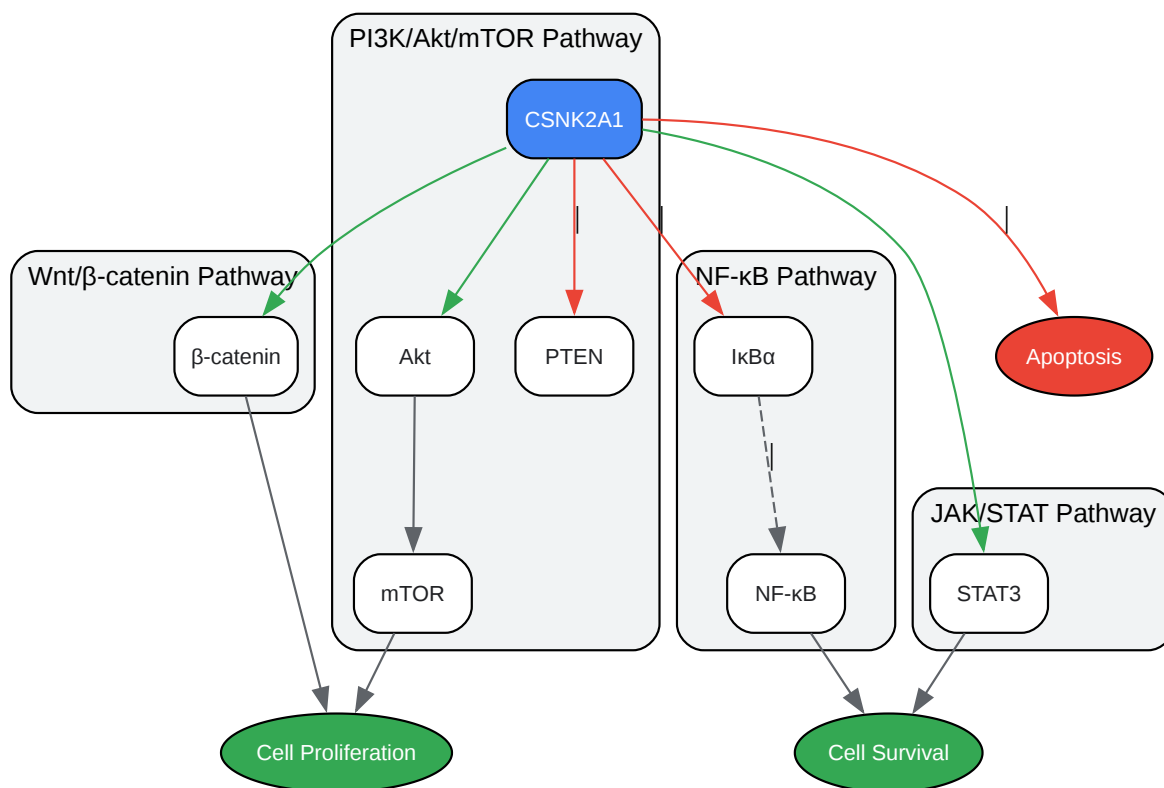 PI3K/Akt/mTOR Pathway
CSNK2A1
Wnt/β-catenin Pathway
NF-κB Pathway
β-catenin
Akt
PTEN
IκBα
Apoptosis
JAK/STAT Pathway
mTOR
NF-κB
STAT3
Cell Proliferation
Cell Survival